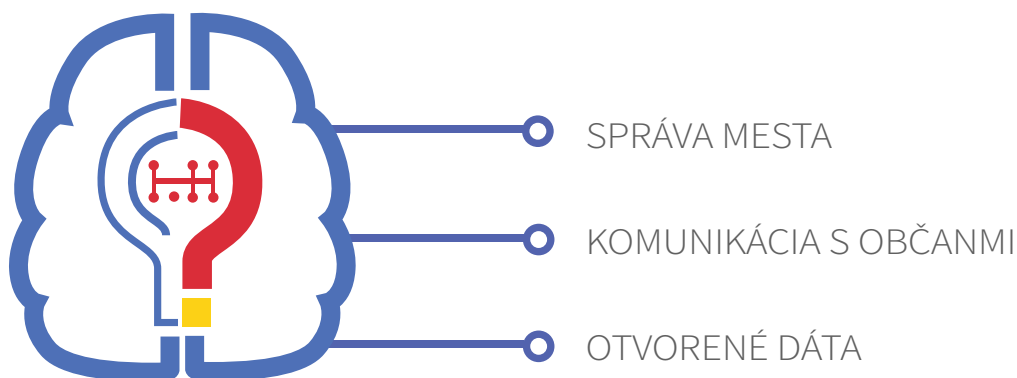 SPRÁVA MESTA
KOMUNIKÁCIA S OBČANMI
OTVORENÉ DÁTA